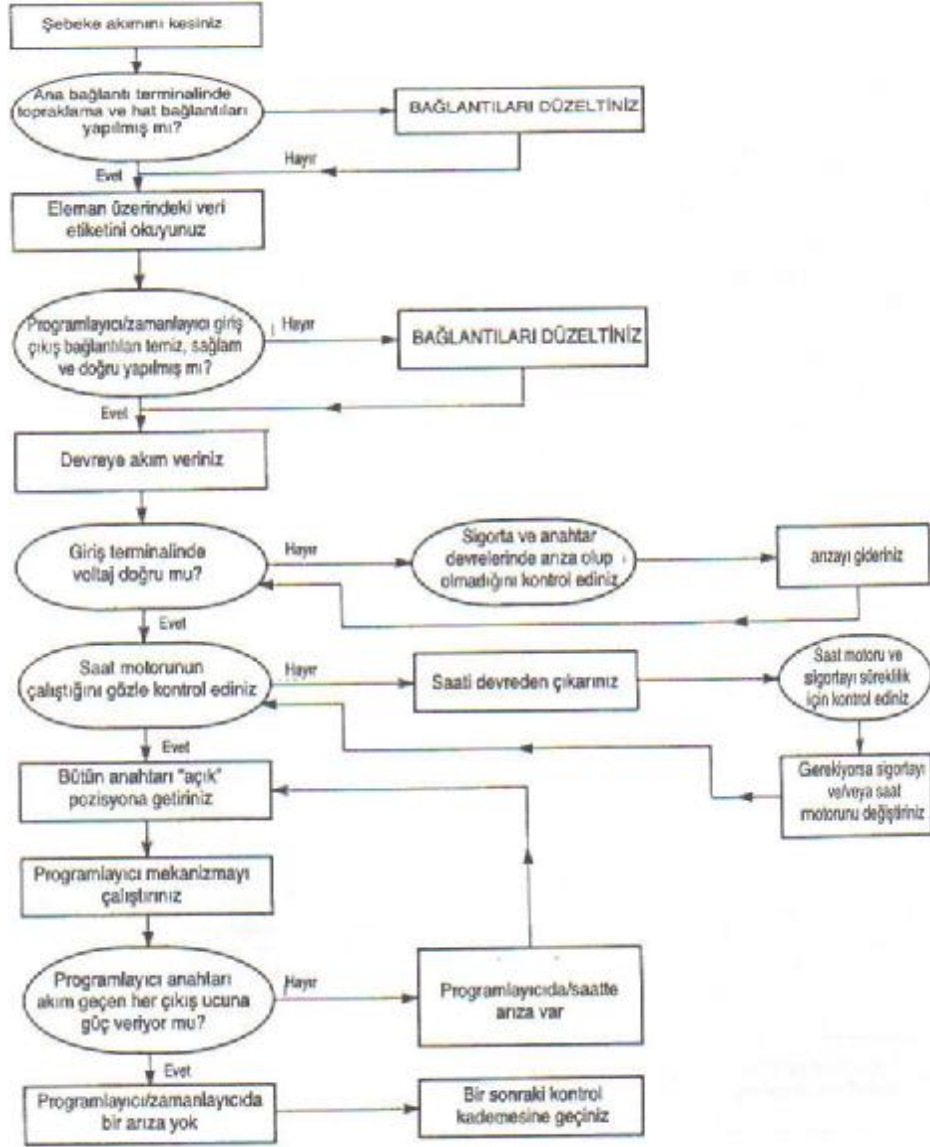 Şebeke akımını kesiniz
Ana bağlantı terminalinde
topraklama ve hat bağlantıları
yapılmış mı?
BAĞLANTILARI DÜZELTİNİZ
Hayır
Evet
Eleman üzerindeki veri
etiketini okuyunuz
Programlayıcı/zamanlayıcı giriş
çıkış bağlantıları temiz, sağlam
ve doğru yapılmış mı?
Hayır
BAĞLANTILARI DÜZELTİNİZ
Evet
Devreye akım veriniz
Giriş terminalinde
voltaj doğru mu?
Hayır
Sigorta ve anahtar
devrelerinde arıza olup
olmadığını kontrol ediniz
arızayı gideriniz
Evet
Saat motorunun
çalıştığını gözle kontrol ediniz
Hayır
Saati devreden çıkarınız
Saat motoru ve
sigortayı süreklilik
için kontrol ediniz
Evet
Bütün anahtarı "açık"
pozisyona getiriniz
Gerekiyorsa sigortayı
ve/veya saat
motorunu değiştiriniz
Programlayıcı mekanizmayı
çalıştırınız
Programlayıcı anahtarı
akım geçen her çıkış ucuna
güç veriyor mu?
Hayır
Programlayıcıda/saatte
arıza var
Evet
Programlayıcı/zamanlayıcıda
bir arıza yok
Bir sonraki kontrol
kademesine geçiniz